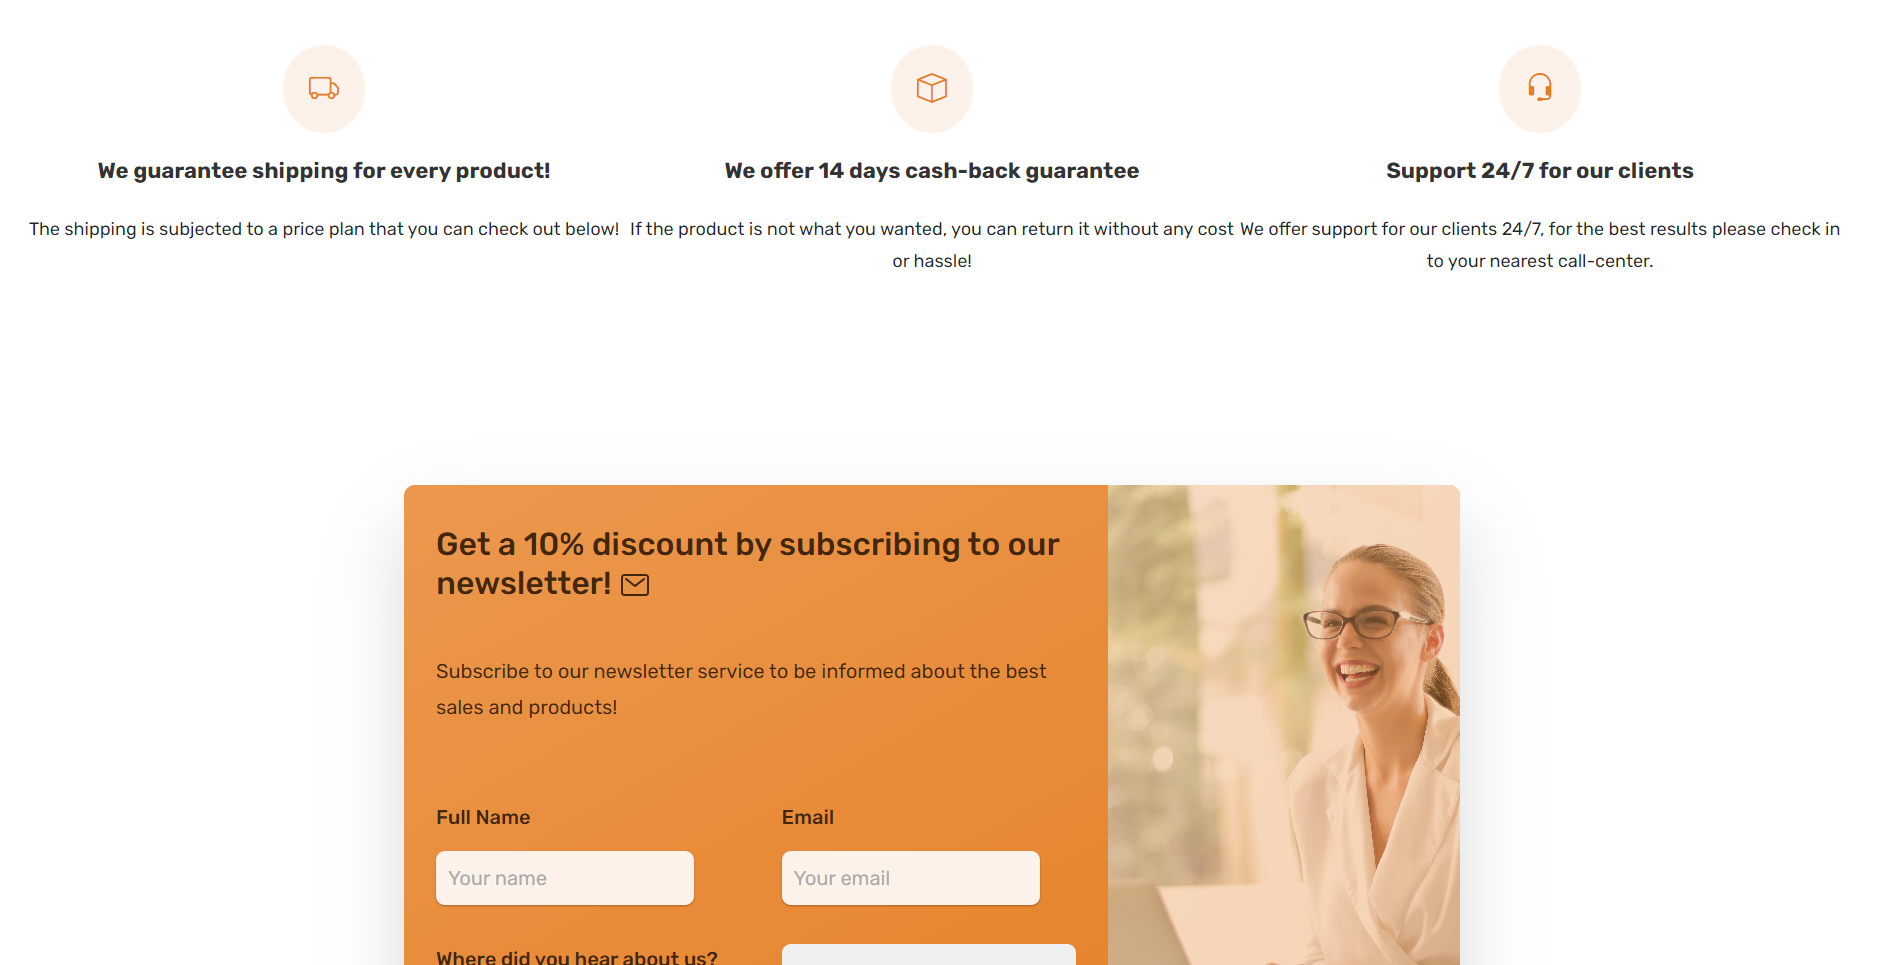 We guarantee shipping for every product!
The shipping is subjected to a price plan that you can check out below!
We offer 14 days cash-back guarantee
If the product is not what you wanted, you can return it without any cost
or hassle!
Support 24/7 for our clients
We offer support for our clients 24/7, for the best results please check in
to your nearest call-center.
Get a 10% discount by subscribing to our
newsletter!
Subscribe to our newsletter service to be informed about the best
sales and products!
Full Name
Your name
Email
Your email
Where did you hear about us?